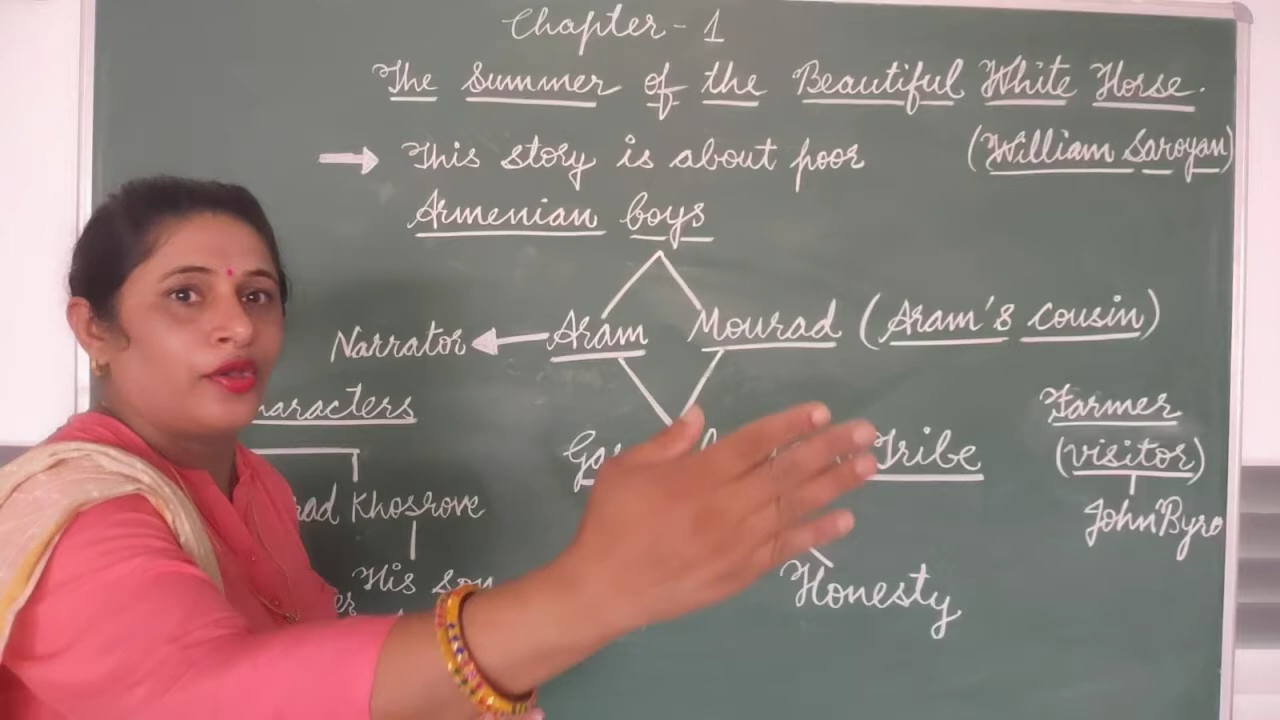 Chapter - 1
The Summer of the Beautiful White Horse.
(William Saroyan)
→ This story is about poor
Armenian boys
Narrator ← Aram Mourad (Aram's cousin)
Tribe
Farmer
(visitor)
John Byro
Khosrove
His son
Honesty